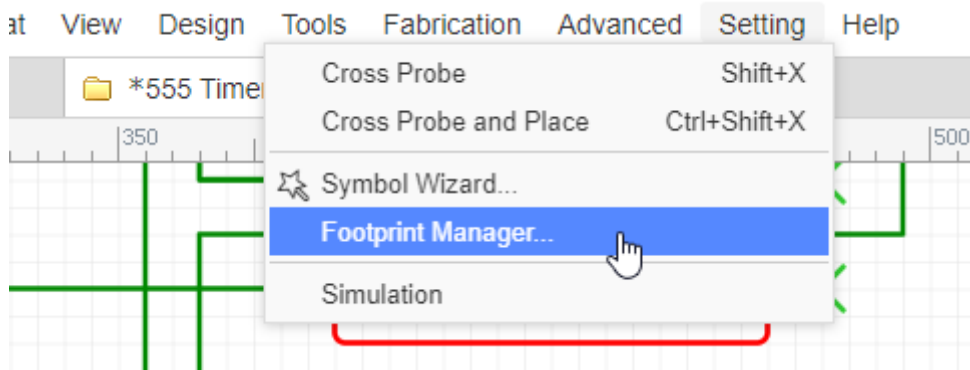 at View Design Tools Fabrication Advanced Setting Help
*555 Timer
Cross Probe Shift+X
350
Cross Probe and Place Ctrl+Shift+X
500
Symbol Wizard...
Footprint Manager...
Simulation